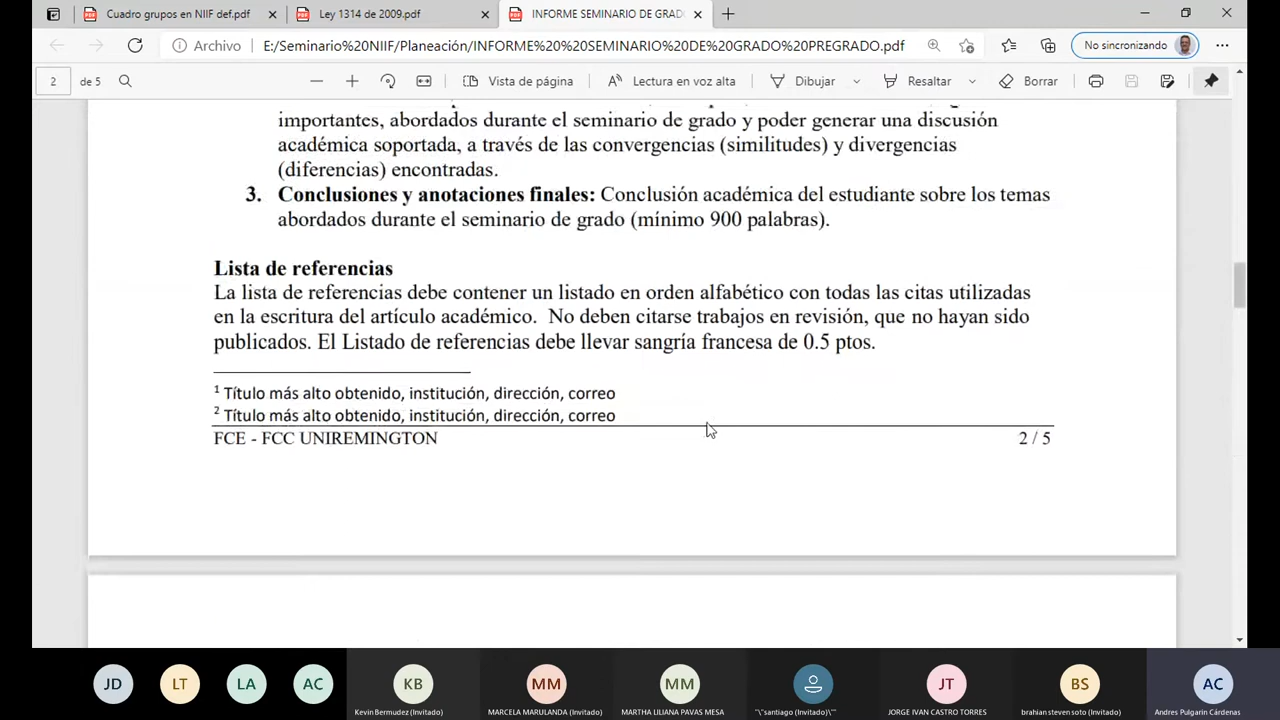 Cuadro grupos en NIIF def.pdf
Ley 1314 de 2009.pdf
INFORME SEMINARIO DE GRAD
Archivo
E:/Seminario%20NIIF/Planeación/INFORME%20%20SEMINARIO%20DE%20GRADO%20PREGRADO.pdf
No sincronizando
2
de 5
Vista de página
Lectura en voz alta
Dibujar
Resaltar
Borrar
importantes, abordados durante el seminario de grado y poder generar una discusión
académica soportada, a través de las convergencias (similitudes) y divergencias
(diferencias) encontradas.
3. Conclusiones y anotaciones finales: Conclusión académica del estudiante sobre los temas
abordados durante el seminario de grado (mínimo 900 palabras).
Lista de referencias
La lista de referencias debe contener un listado en orden alfabético con todas las citas utilizadas
en la escritura del artículo académico. No deben citarse trabajos en revisión, que no hayan sido
publicados. El Listado de referencias debe llevar sangría francesa de 0.5 ptos.
1 Título más alto obtenido, institución, dirección, correo
2 Título más alto obtenido, institución, dirección, correo
FCE - FCC UNIREMINGTON
2 / 5
JD
LT
LA
AC
KB
Kevin Bermudez (Invitado)
MM
MARCELA MARULANDA (Invitado)
MM
MARTHA LILIANA PAVAS MESA
"\"santiago (Invitado)\""
JT
JORGE IVAN CASTRO TORRES
BS
brahian steven soto (Invitado)
AC
Andres Pulgarin Cárdenas